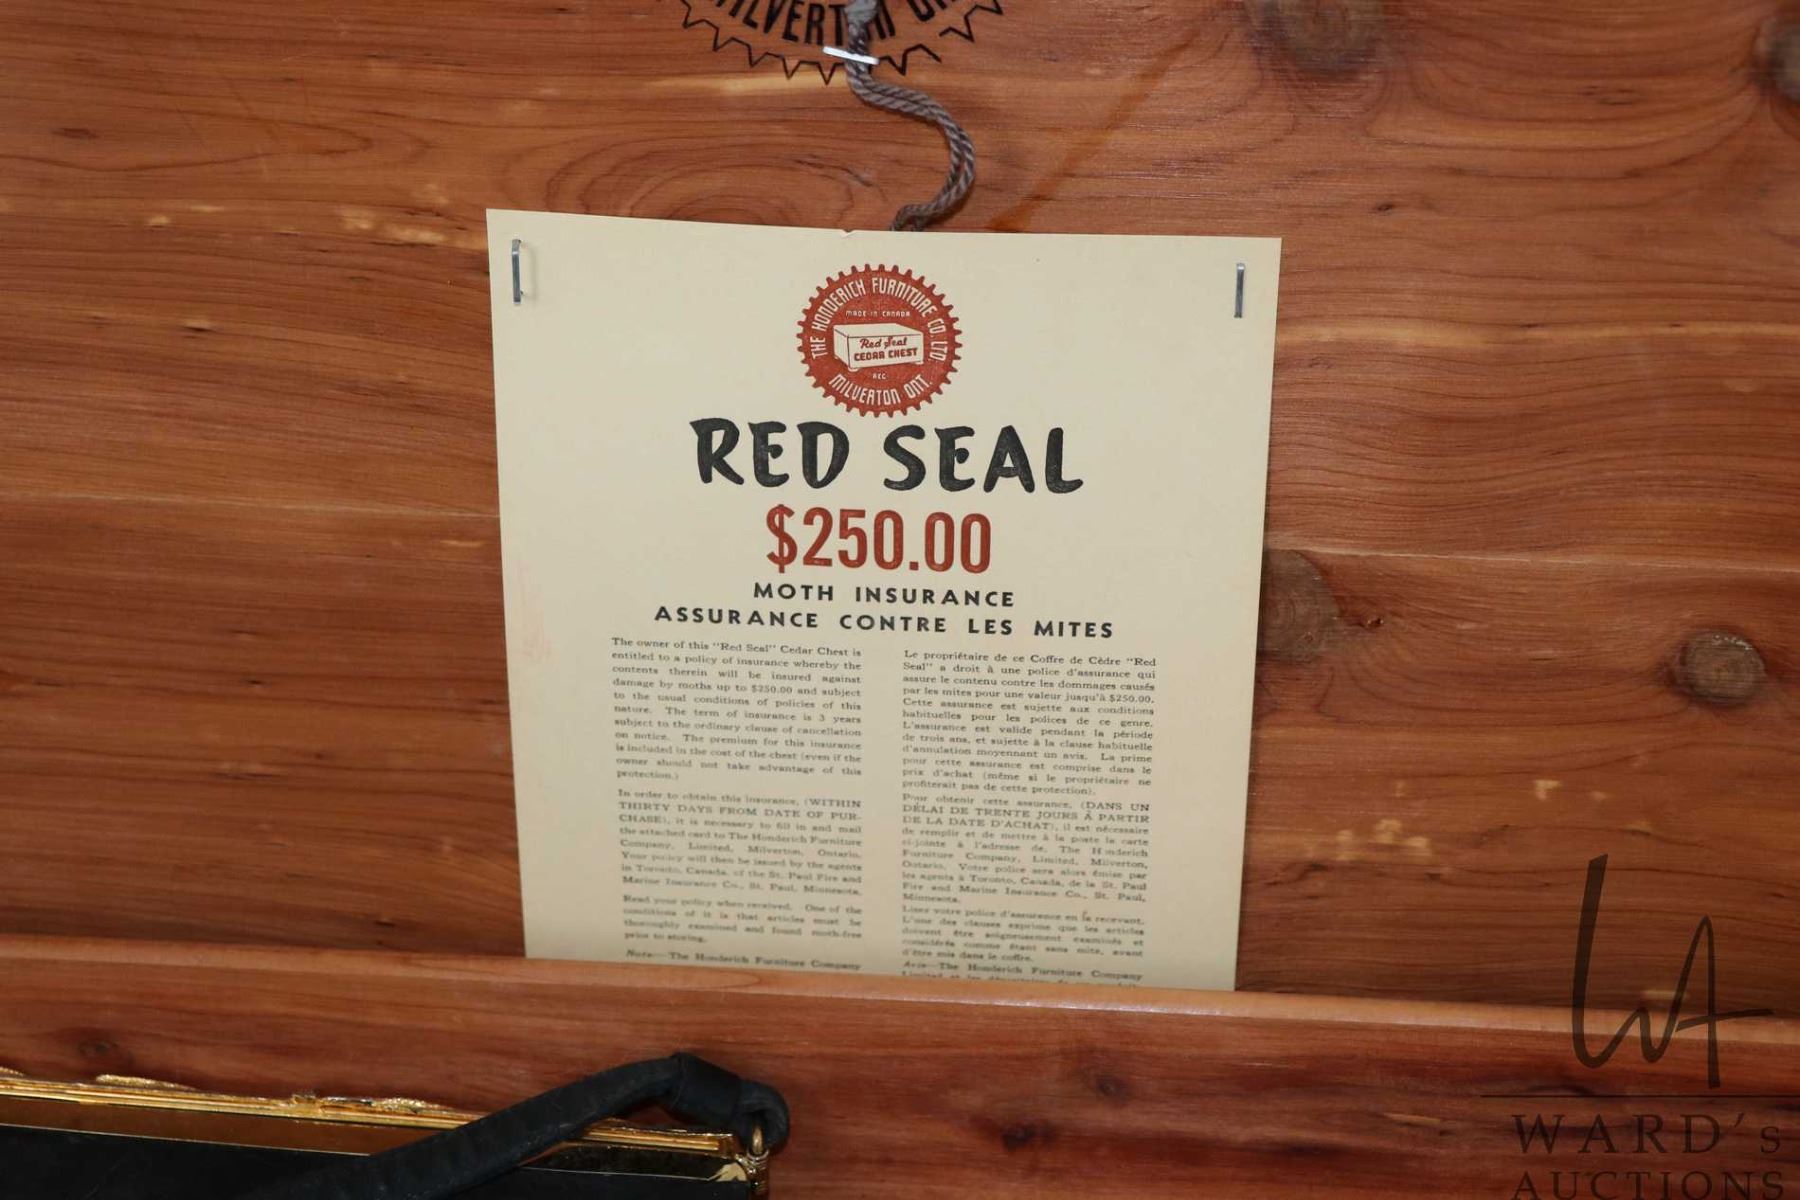 MILVERTON ON
THE HONDERICH FURNITURE CO. LTD.
MADE IN CANADA
Red Seal
CEDAR CHEST
REG
MILVERTON ONT.
RED SEAL
$250.00
MOTH INSURANCE
ASSURANCE CONTRE LES MITES
The owner of this "Red Seal" Cedar Chest is
entitled to a policy of insurance whereby the
contents therein will be insured against
damage by moths up to $250.00 and subject
to the usual conditions of policies of this
nature. The term of insurance is 3 years
subject to the ordinary clause of cancellation
on notice. The premium for this insurance
is included in the cost of the chest (even if the
owner should not take advantage of this
protection.)
In order to obtain this insurance, (WITHIN
THIRTY DAYS FROM DATE OF PUR-
CHASE), it is necessary to fill in and mail
the attached card to The Honderich Furniture
Company, Limited, Milverton, Ontario.
Your policy will then be issued by the agents
in Toronto, Canada, of the St. Paul Fire and
Marine Insurance Co., St. Paul, Minnesota.
Read your policy when received. One of the
conditions of it is that articles must be
thoroughly examined and found moth-free
prior to storing.
Note—The Honderich Furniture Company
Le propriétaire de ce Coffre de Cèdre "Red
Seal" a droit à une police d'assurance qui
assure le contenu contre les dommages causés
par les mites pour une valeur jusqu'à $250.00.
Cette assurance est sujette aux conditions
habituelles pour les polices de ce genre.
L'assurance est valide pendant la période
de trois ans, et sujette à la clause habituelle
d'annulation moyennant un avis. La prime
pour cette assurance est comprise dans le
prix d'achat (même si le propriétaire ne
profiterait pas de cette protection).
Pour obtenir cette assurance, (DANS UN
DÉLAI DE TRENTE JOURS À PARTIR
DE LA DATE D'ACHAT), il est nécessaire
de remplir et de mettre à la poste la carte
ci-jointe à l'adresse de, The Honderich
Furniture Company, Limited, Milverton,
Ontario. Votre police sera alors émise par
les agents à Toronto, Canada, de la St. Paul
Fire and Marine Insurance Co., St. Paul,
Minnesota.
Lisez votre police d'assurance en la recevant.
L'une des clauses exprime que les articles
doivent être soigneusement examinés et
considérés comme étant sans mite, avant
d'être mis dans le coffre.
Avis—The Honderich Furniture Company
WA
WARD's
AUCTIONS